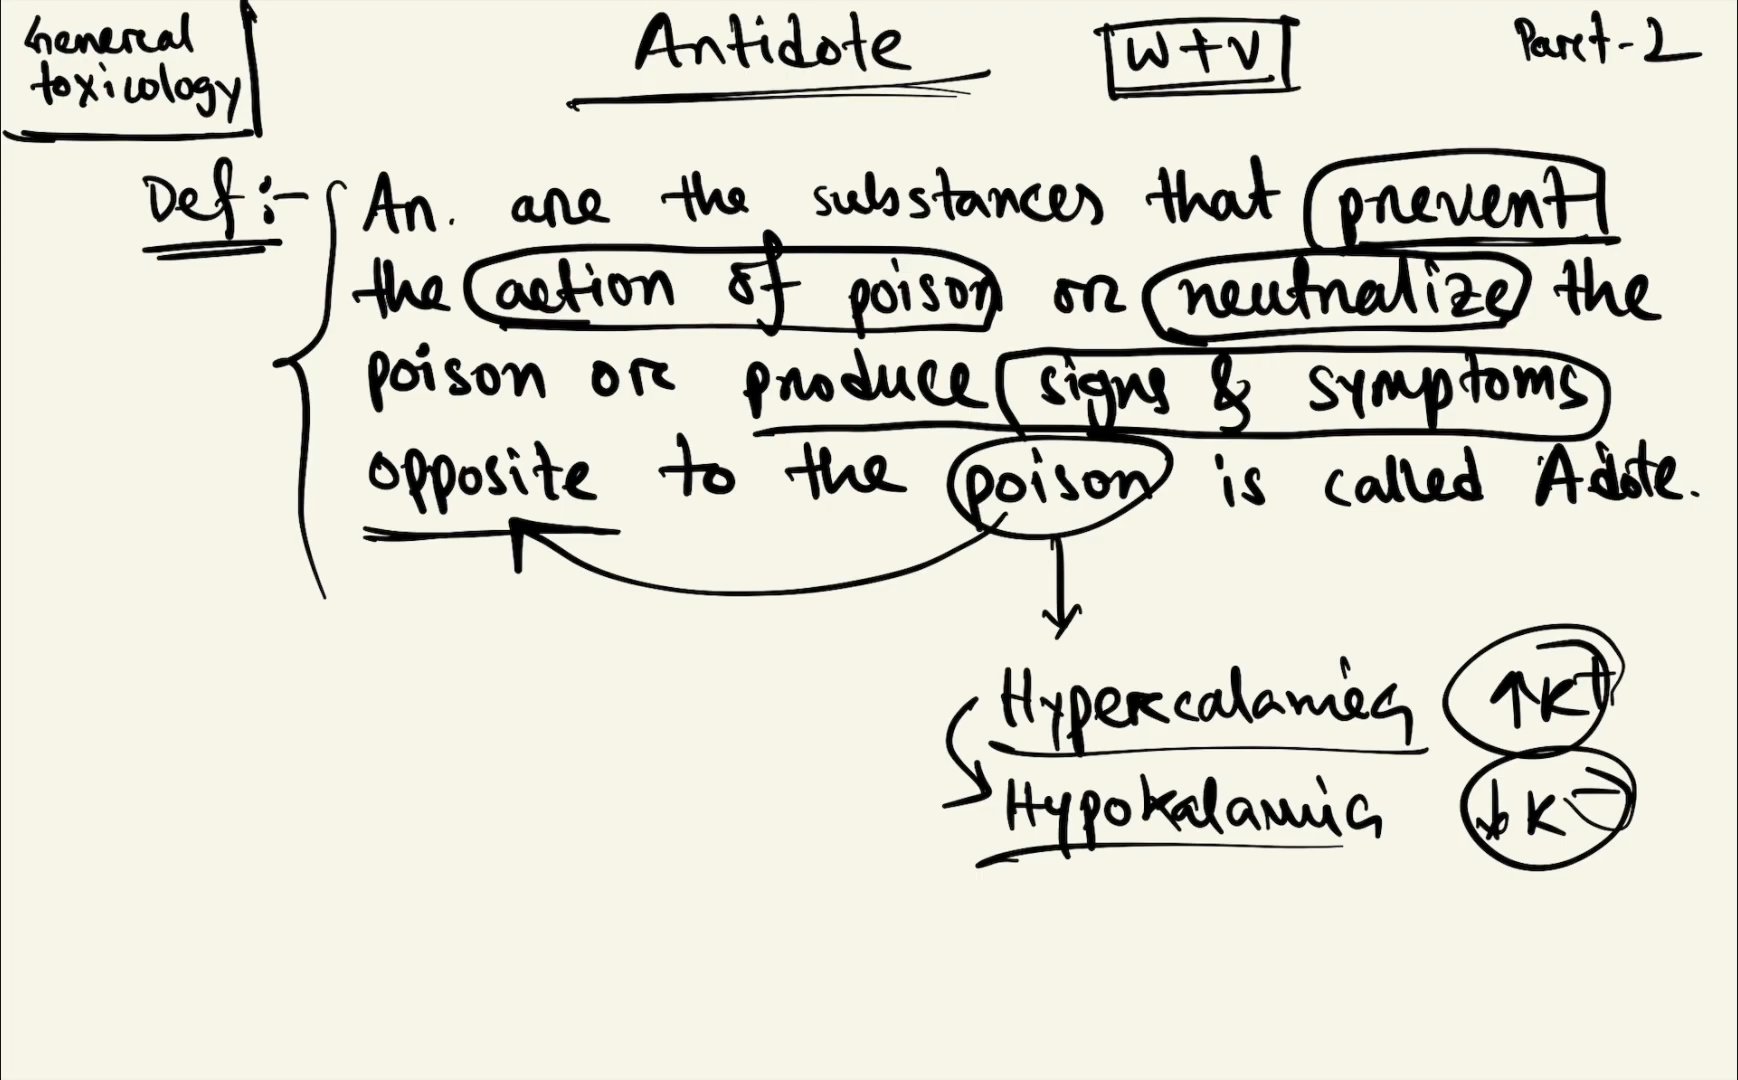 General
toxicology
Antidote
W+V
Part-2
Def:-
An. are the substances that prevent
the action of poison or neutralize the
poison or produce signs & symptoms
opposite to the poison is called Adote.
Hypercalamiea ↑K+
Hypokalamia ↓K-